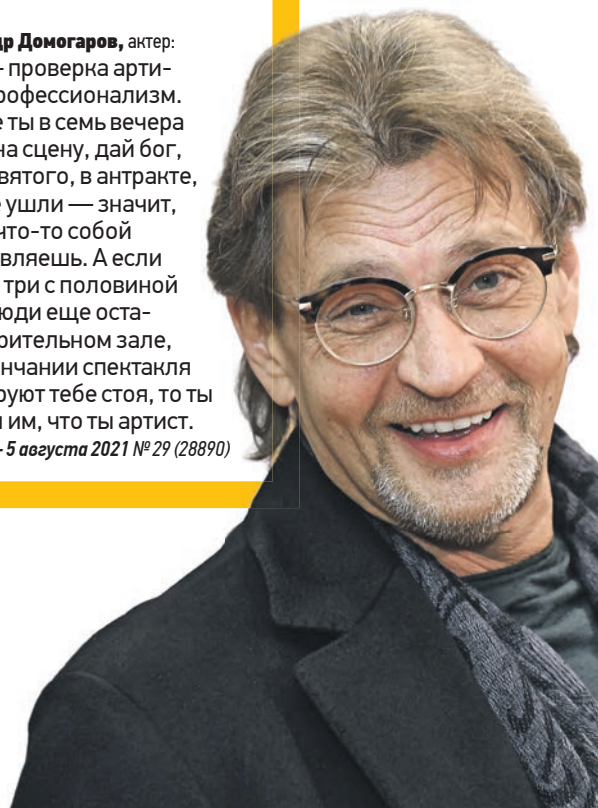 др Домогаров, актер:
– проверка арти-
рофессионализм.
е ты в семь вечера
на сцену, дай бог,
вятого, в антракте,
е ушли — значит,
что-то собой
вляешь. А если
три с половиной
юди еще оста-
рительном зале,
нчании спектакля
руют тебе стоя, то ты
л им, что ты артист.
- 5 августа 2021 № 29 (28890)